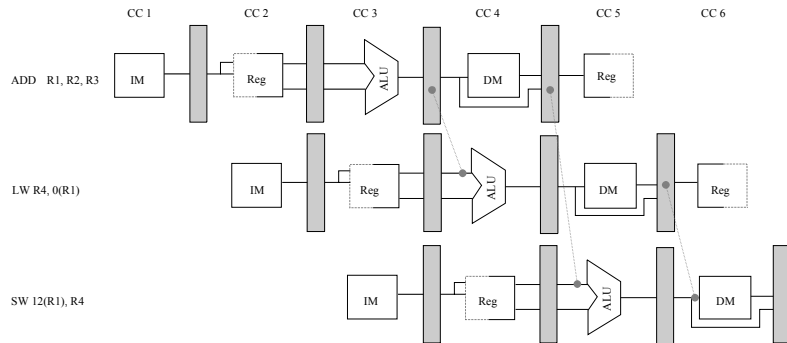 CC 1 CC 2 CC 3 CC 4 CC 5 CC 6
ADD R1, R2, R3 IM Reg ALU DM Reg
LW R4, 0(R1) IM Reg ALU DM Reg
SW 12(R1), R4 IM Reg ALU DM